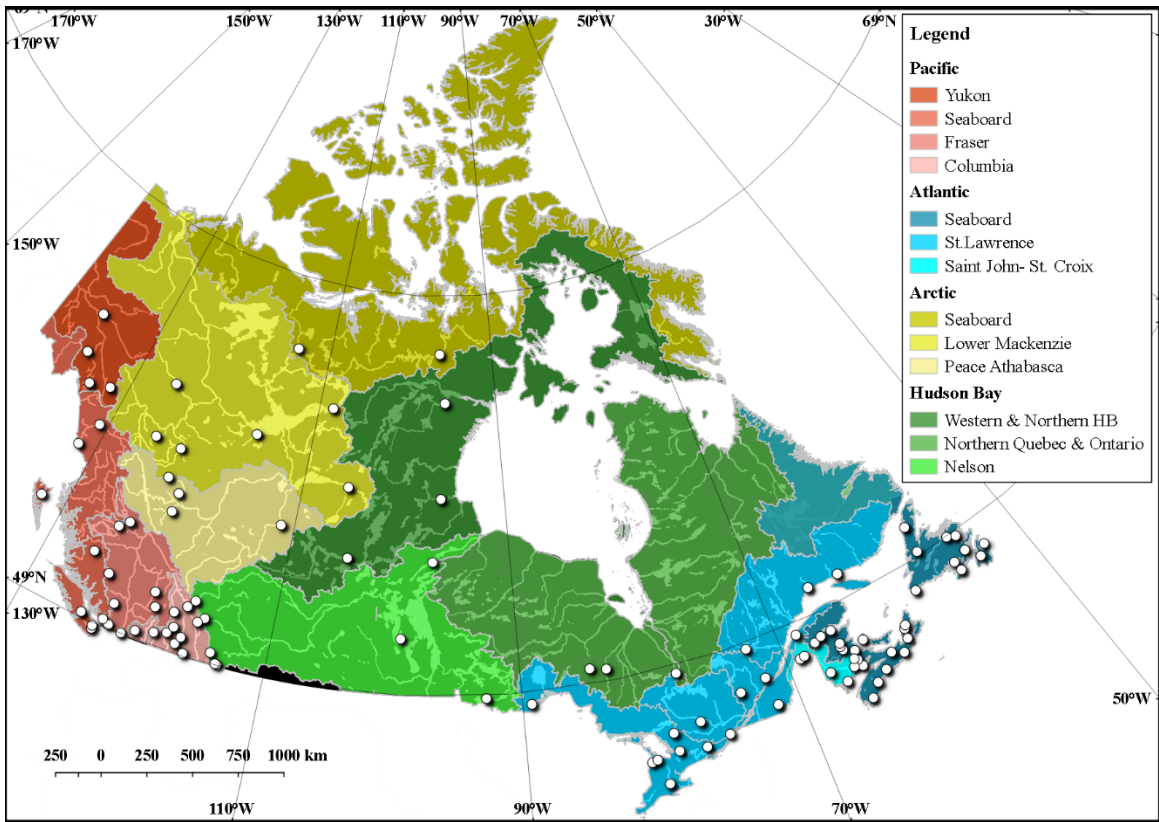 69°N 170°W 150°W 130°W 110°W 90°W 70°W 50°W 30°W 69°N
170°W
Legend
Pacific
Yukon
Seaboard
Fraser
Columbia
Atlantic
Seaboard
St.Lawrence
Saint John- St. Croix
Arctic
Seaboard
Lower Mackenzie
Peace Athabasca
Hudson Bay
Western & Northern HB
Northern Quebec & Ontario
Nelson
150°W
49°N
130°W
50°W
250 0 250 500 750 1000 km
110°W 90°W 70°W